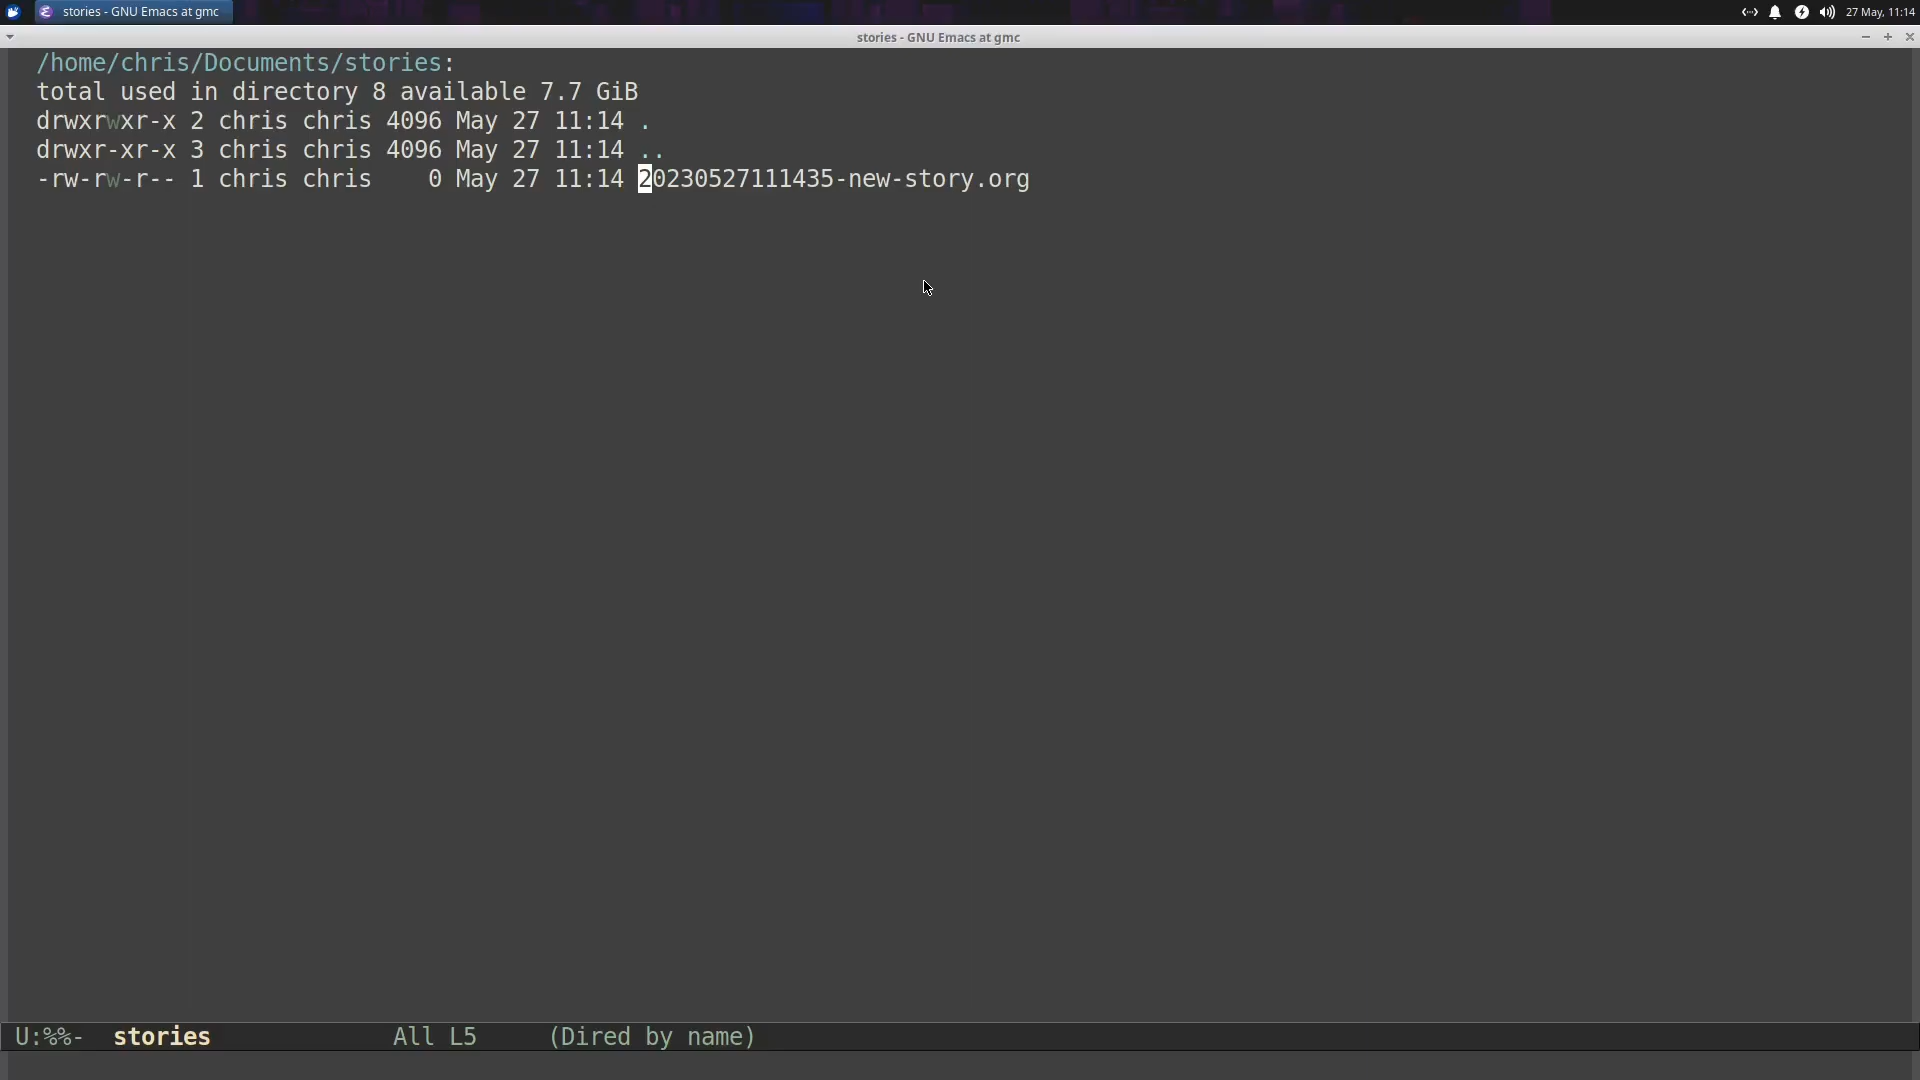 stories - GNU Emacs at gmc
27 May, 11:14
stories - GNU Emacs at gmc
/home/chris/Documents/stories:
total used in directory 8 available 7.7 GiB
drwxrwxr-x 2 chris chris 4096 May 27 11:14 .
drwxr-xr-x 3 chris chris 4096 May 27 11:14 ..
-rw-rw-r-- 1 chris chris    0 May 27 11:14 20230527111435-new-story.org
U:%%-  stories             All L5     (Dired by name)